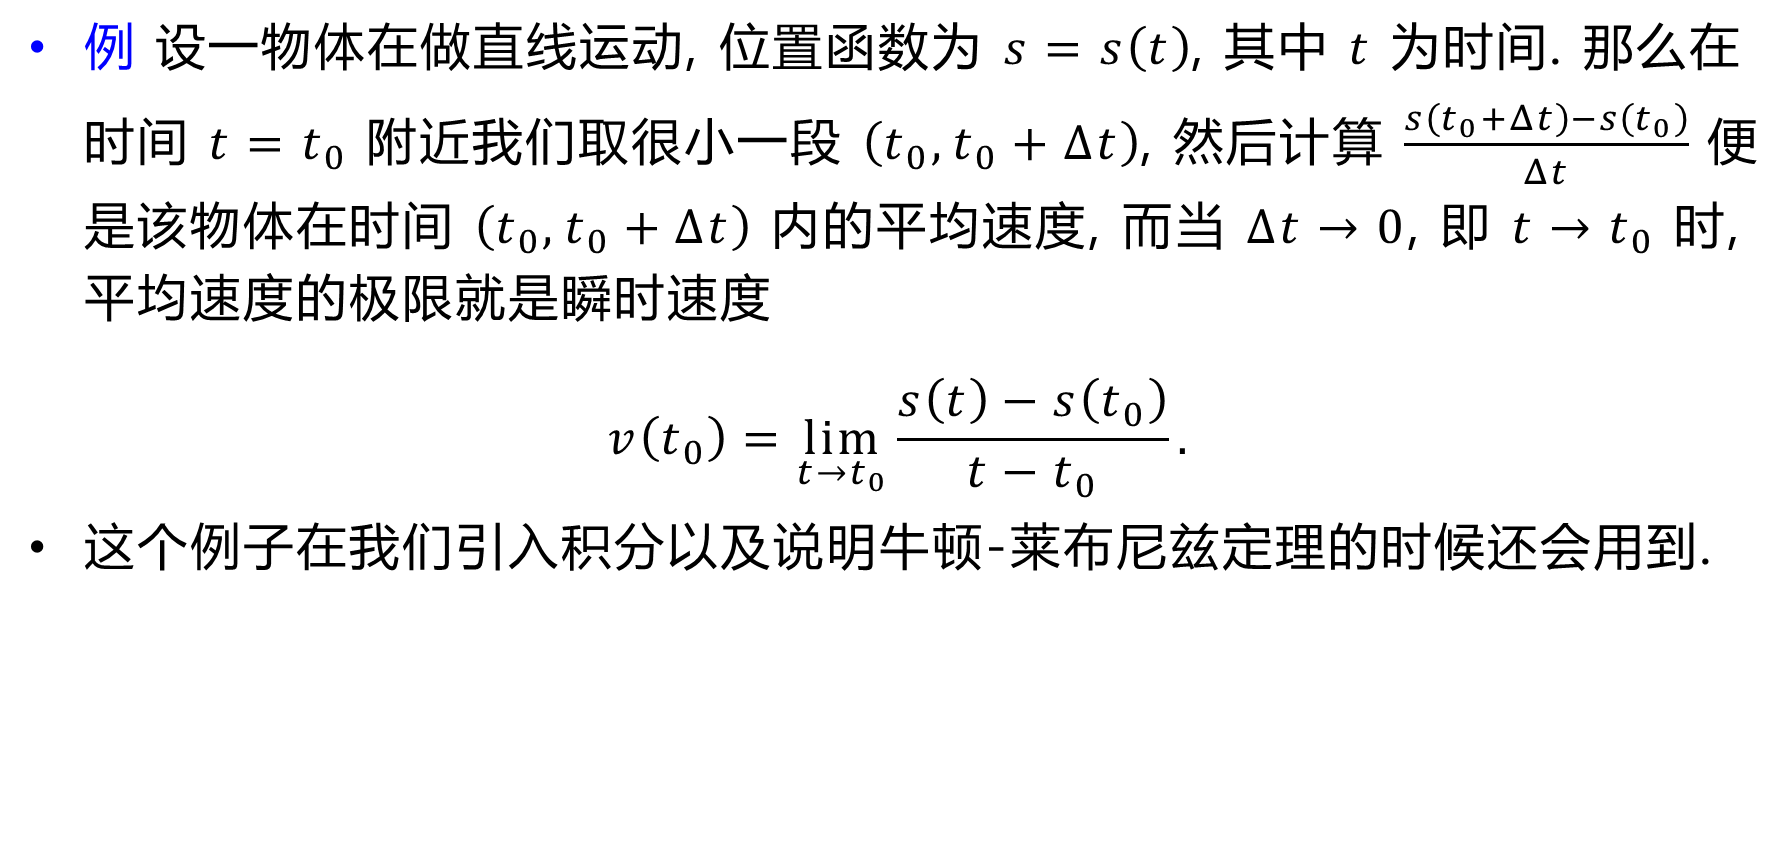 • 例 设一物体在做直线运动, 位置函数为 s = s(t), 其中 t 为时间. 那么在
时间 t = t₀ 附近我们取很小一段 (t₀, t₀ + Δt), 然后计算 \frac{s(t₀+Δt)−s(t₀)}{Δt} 便
是该物体在时间 (t₀, t₀ + Δt) 内的平均速度, 而当 Δt → 0, 即 t → t₀ 时,
平均速度的极限就是瞬时速度
v(t₀) = \lim_{t→t₀} \frac{s(t) − s(t₀)}{t − t₀}.
• 这个例子在我们引入积分以及说明牛顿-莱布尼兹定理的时候还会用到.